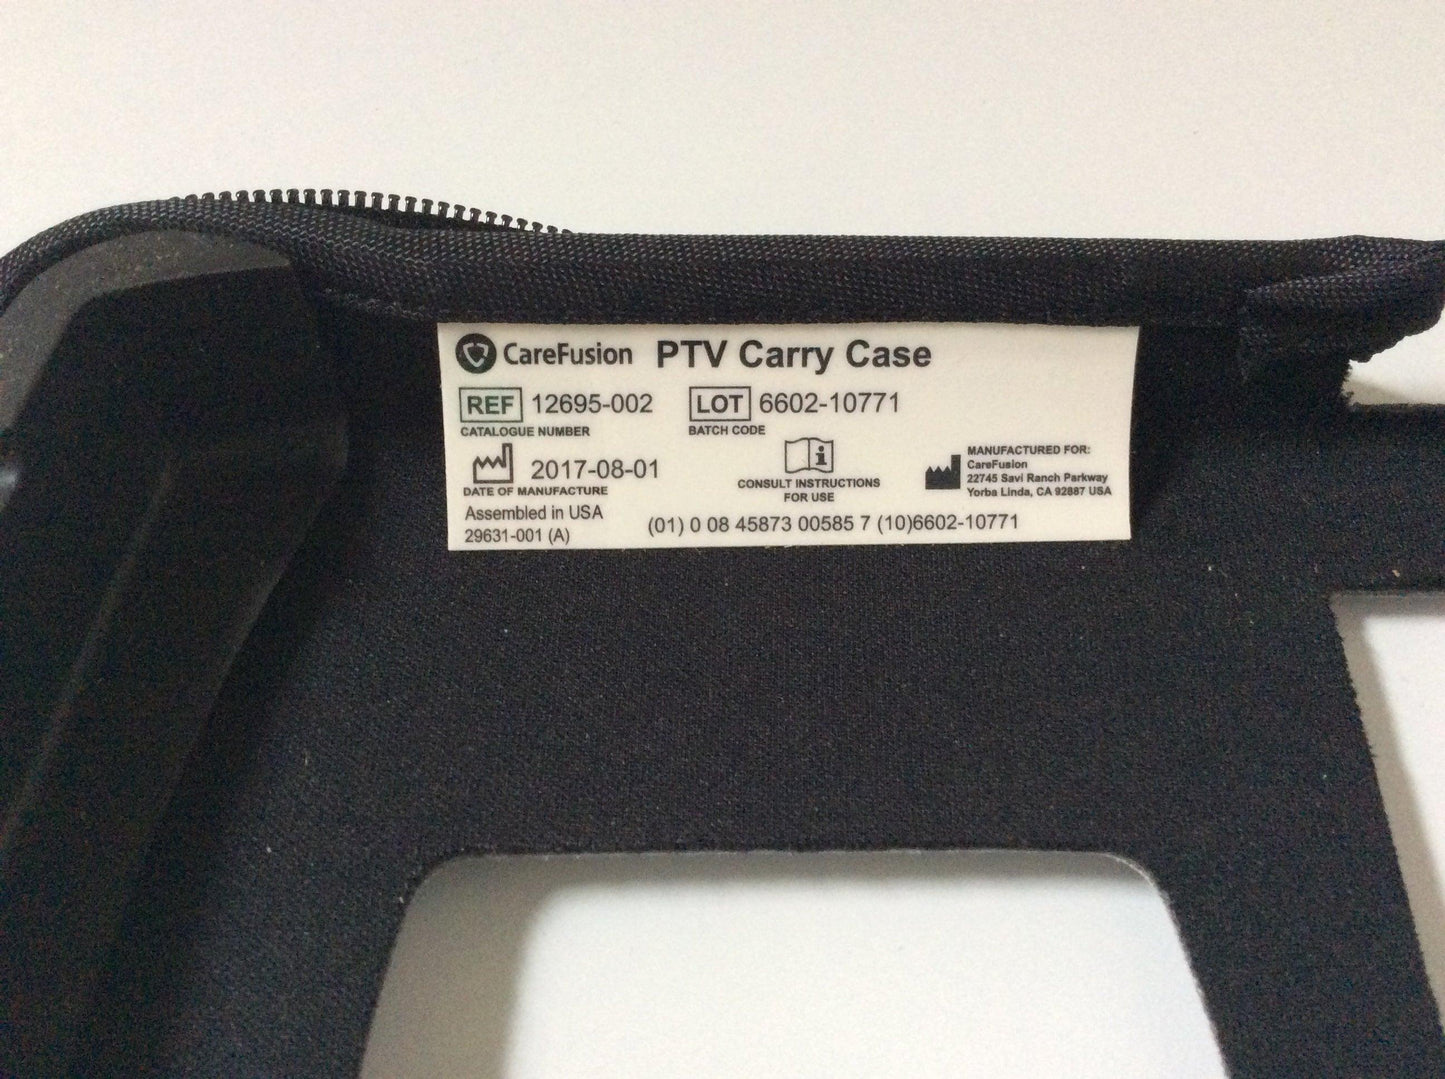 CareFusion PTV Carry Case
REF 12695-002 LOT 6602-10771
CATALOGUE NUMBER BATCH CODE
2017-08-01
DATE OF MANUFACTURE
CONSULT INSTRUCTIONS
FOR USE
MANUFACTURED FOR:
CareFusion
22745 Savi Ranch Parkway
Yorba Linda, CA 92887 USA
Assembled in USA
29631-001 (A)
(01) 0 08 45873 00585 7 (10)6602-10771